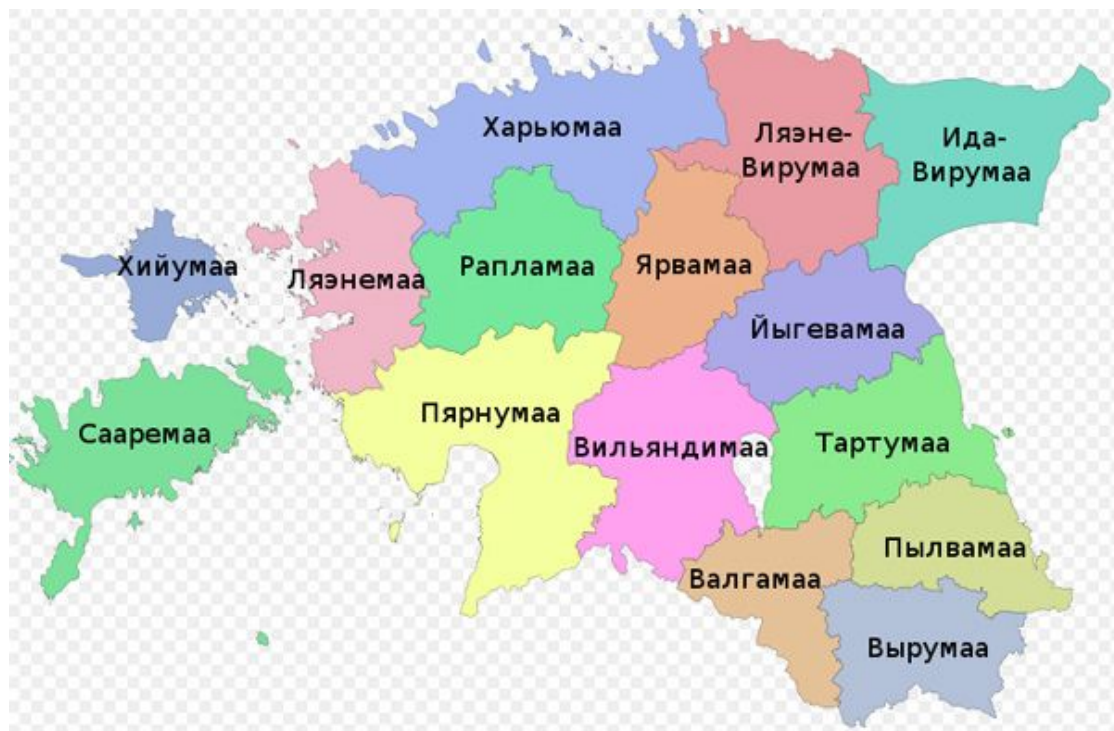 Харьюмаа
Ляэне-
Вирумаа
Ида-
Вирумаа
Хийумаа
Ляэнемаа
Рапламаа
Ярвамаа
Йыгевамаа
Сааремаа
Пярнумаа
Вильяндимаа
Тартумаа
Валгамаа
Пылвамаа
Вырумаа